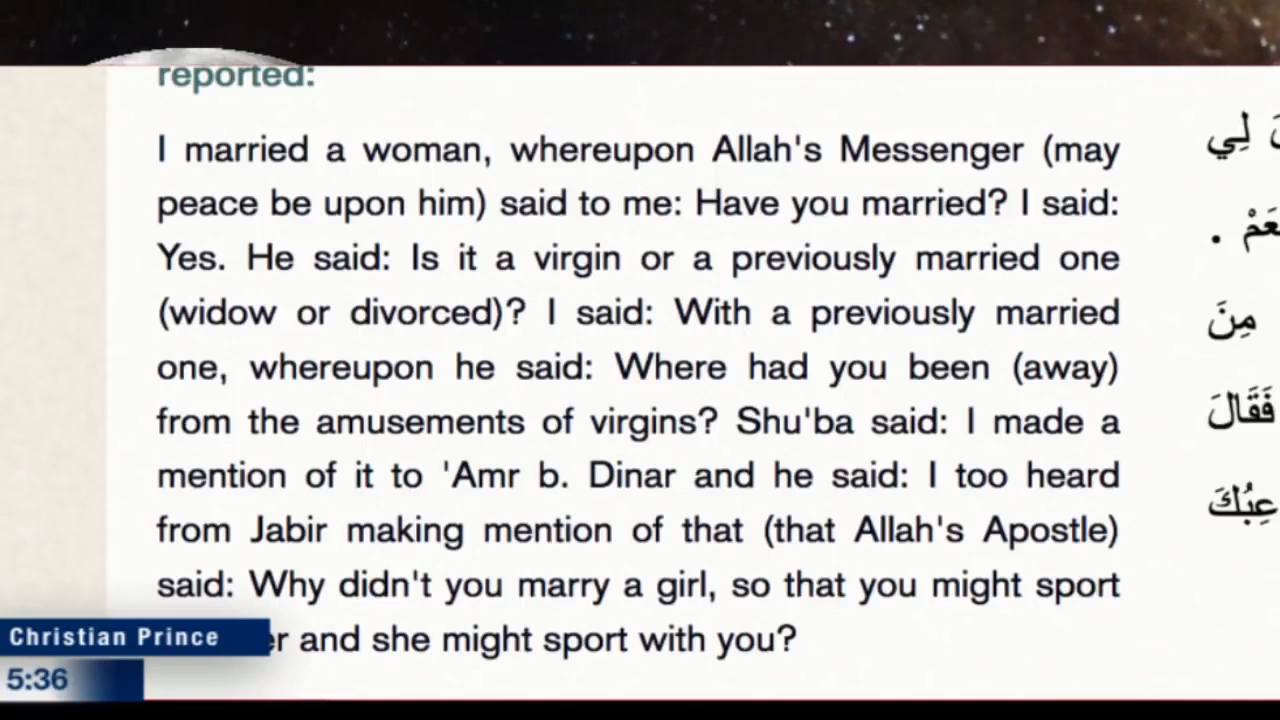 reported:
I married a woman, whereupon Allah's Messenger (may
peace be upon him) said to me: Have you married? I said:
Yes. He said: Is it a virgin or a previously married one
(widow or divorced)? I said: With a previously married
one, whereupon he said: Where had you been (away)
from the amusements of virgins? Shu'ba said: I made a
mention of it to 'Amr b. Dinar and he said: I too heard
from Jabir making mention of that (that Allah's Apostle)
said: Why didn't you marry a girl, so that you might sport
and she might sport with you?
لِي
.
مِنَ
فَقَالَ
Christian Prince
5:36